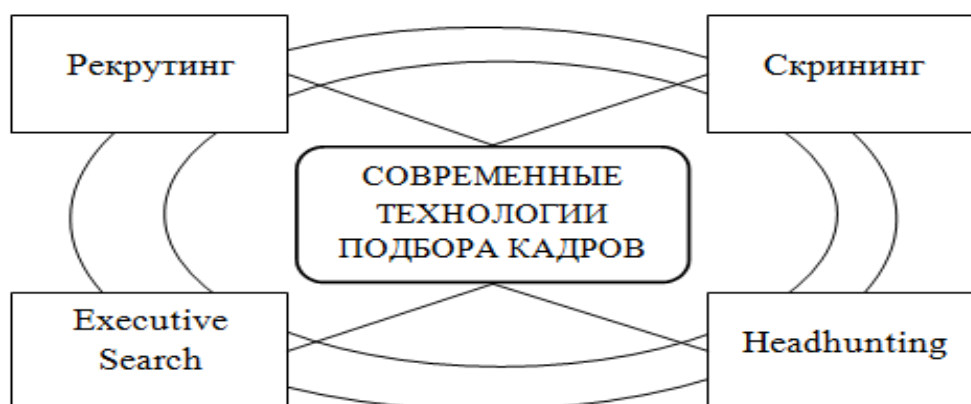 Рекрутинг
Скрининг
СОВРЕМЕННЫЕ
ТЕХНОЛОГИИ
ПОДБОРА КАДРОВ
Executive
Search
Headhunting